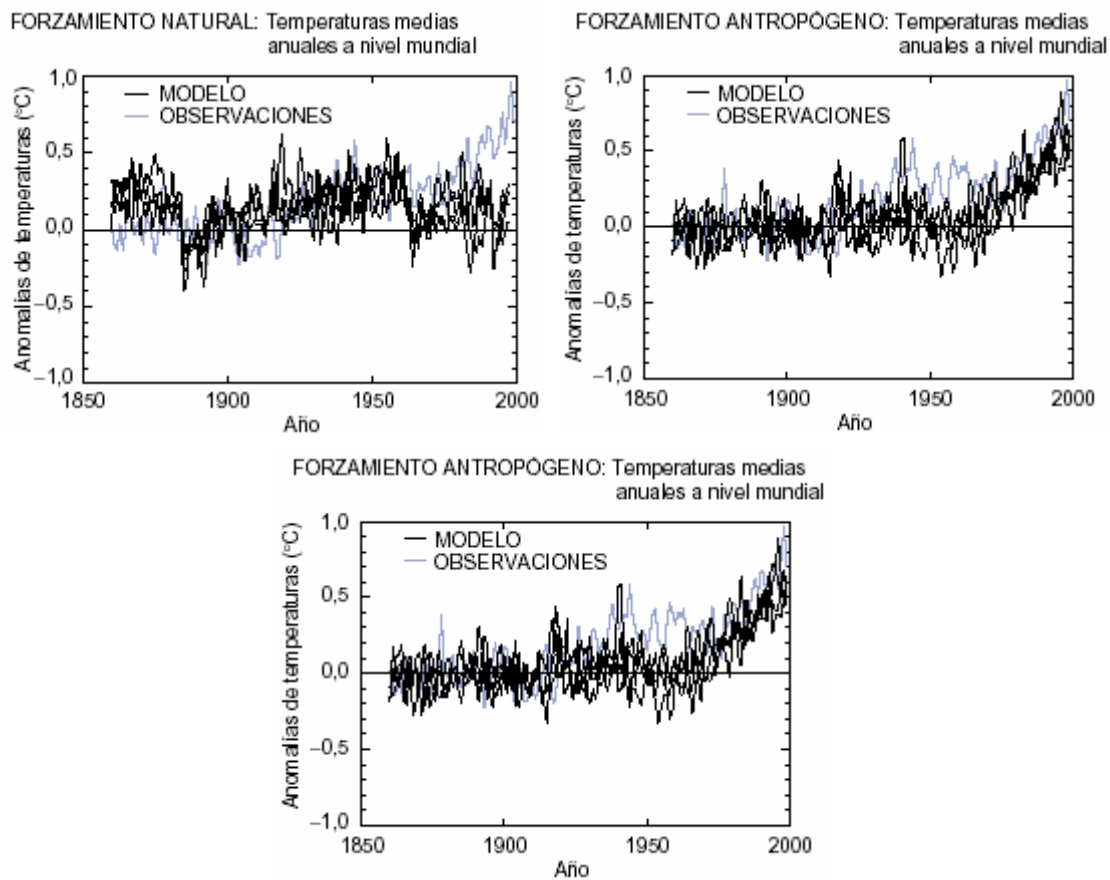 FORZAMIENTO NATURAL: Temperaturas medias
anuales a nivel mundial
1,0
0,5
0,0
–0,5
–1,0
Anomalías de temperaturas (°C)
MODELO
OBSERVACIONES
1850
1900
1950
2000
Año
FORZAMIENTO ANTROPÓGENO: Temperaturas medias
anuales a nivel mundial
1,0
0,5
0,0
–0,5
–1,0
Anomalías de temperaturas (°C)
MODELO
OBSERVACIONES
1850
1900
1950
2000
Año
FORZAMIENTO ANTROPÓGENO: Temperaturas medias
anuales a nivel mundial
1,0
0,5
0,0
–0,5
–1,0
Anomalías de temperaturas (°C)
MODELO
OBSERVACIONES
1850
1900
1950
2000
Año